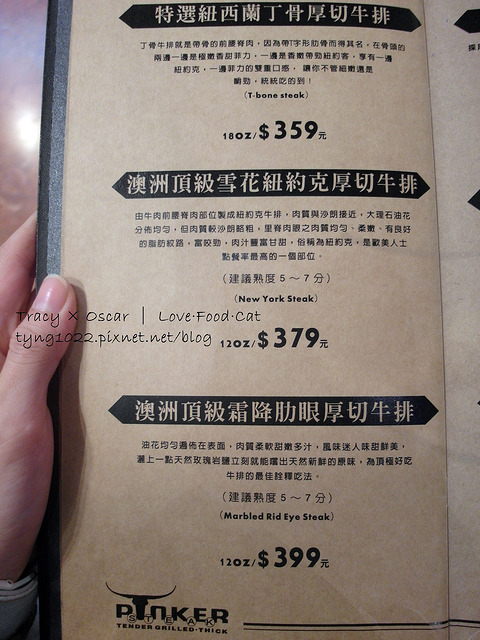 特選紐西蘭丁骨厚切牛排
丁骨牛排就是帶骨的前腰脊肉，因為帶T字形肋骨而得其名，在骨頭的
兩邊一邊是極嫩香甜菲力，一邊是香嫩帶勁紐約客，享有一邊
紐約克，一邊菲力的雙重口感， 讓你不管細嫩還是
嚼勁，統統吃的到！
(T-bone steak)
18OZ/$359元
澳洲頂級雪花紐約克厚切牛排
由牛肉前腰脊肉部位製成紐約克牛排，肉質與沙朗接近，大理石油花
分佈均勻，但肉質較沙朗略粗，里脊肉眼之肉質均勻、柔嫩、有良好
的脂肪紋路，富咬勁，肉汁豐富甘甜，俗稱為紐約克，是歐美人士
點餐率最高的一個部位。
(建議熟度5～7分)
(New York Steak)
Tracy X Oscar | Love·Food·Cat
tyng1022.pixnet.net/blog
12OZ/$379元
澳洲頂級霜降肋眼厚切牛排
油花均勻遍佈在表面，肉質柔軟甜嫩多汁，風味迷人味甜鮮美，
灑上一點天然玫瑰岩鹽立刻就能嚐出天然新鮮的原味，為頂極好吃
牛排的最佳詮釋吃法。
(建議熟度5～7分)
(Marbled Rid Eye Steak)
12OZ/$399元
PINKER
STEAK
TENDER·GRILLED·THICK